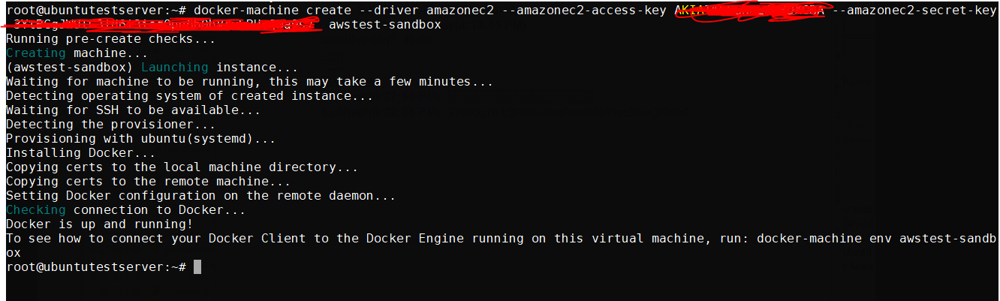 root@ubuntutestserver:~# docker-machine create --driver amazonec2 --amazonec2-access-key --amazonec2-secret-key
awstest-sandbox
Running pre-create checks...
Creating machine...
(awstest-sandbox) Launching instance...
Waiting for machine to be running, this may take a few minutes...
Detecting operating system of created instance...
Waiting for SSH to be available...
Detecting the provisioner...
Provisioning with ubuntu(systemd)...
Installing Docker...
Copying certs to the local machine directory...
Copying certs to the remote machine...
Setting Docker configuration on the remote daemon...
Checking connection to Docker...
Docker is up and running!
To see how to connect your Docker Client to the Docker Engine running on this virtual machine, run: docker-machine env awstest-sandb
ox
root@ubuntutestserver:~#